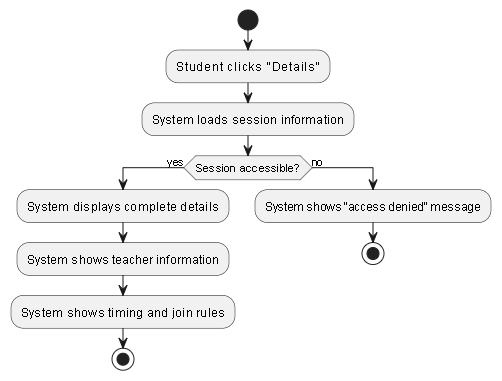 Student clicks "Details"
System loads session information
yes
Session accessible?
no
System displays complete details
System shows "access denied" message
System shows teacher information
System shows timing and join rules